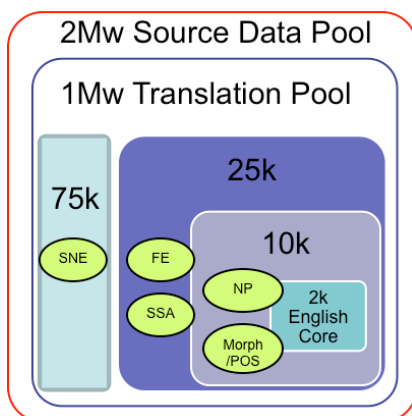 2Mw Source Data Pool
1Mw Translation Pool
75k
25k
10k
SNE
FE
SSA
NP
Morph
/POS
2k
English
Core